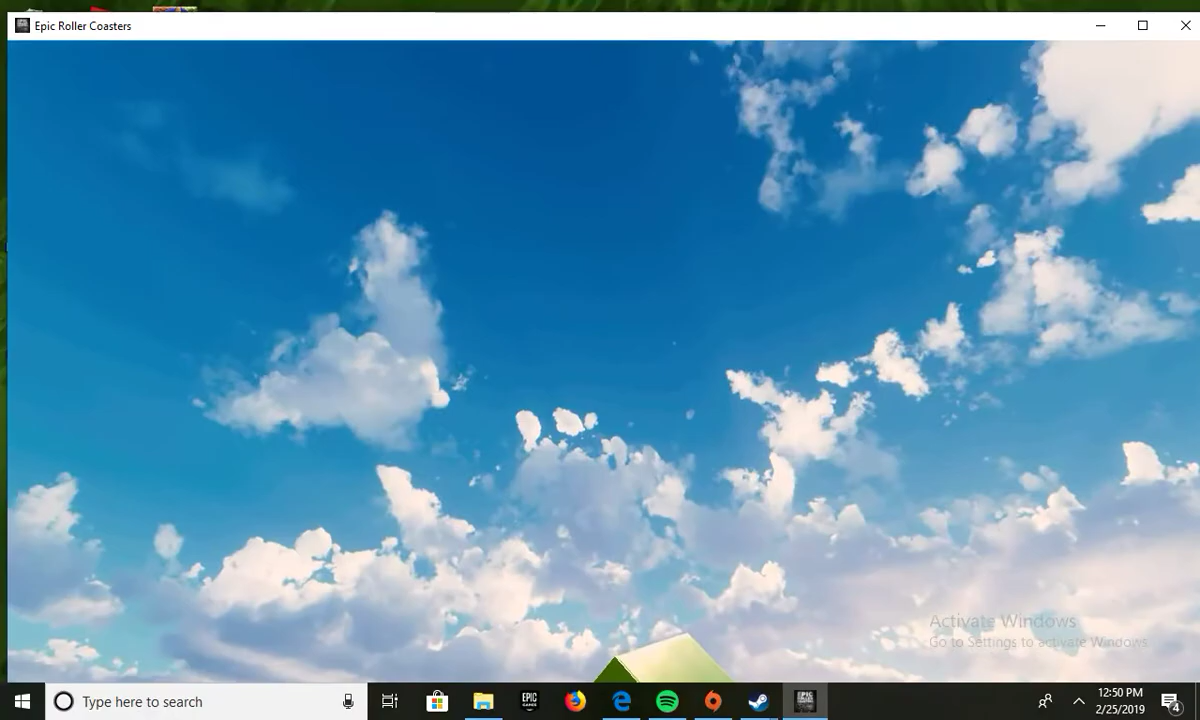 Epic Roller Coasters
Activate Windows
Go to Settings to activate Windows.
Type here to search
EPIC
GAMES
12:50 PM
2/25/2019
4